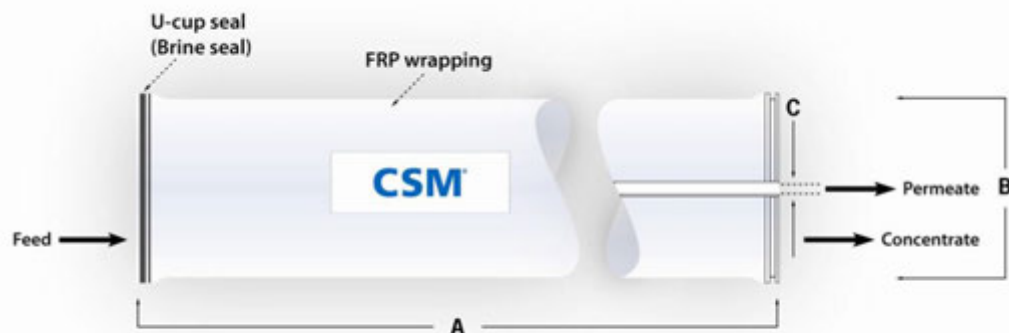 U-cup seal
(Brine seal)
FRP wrapping
C
CSM
Permeate
B
Feed
Concentrate
A